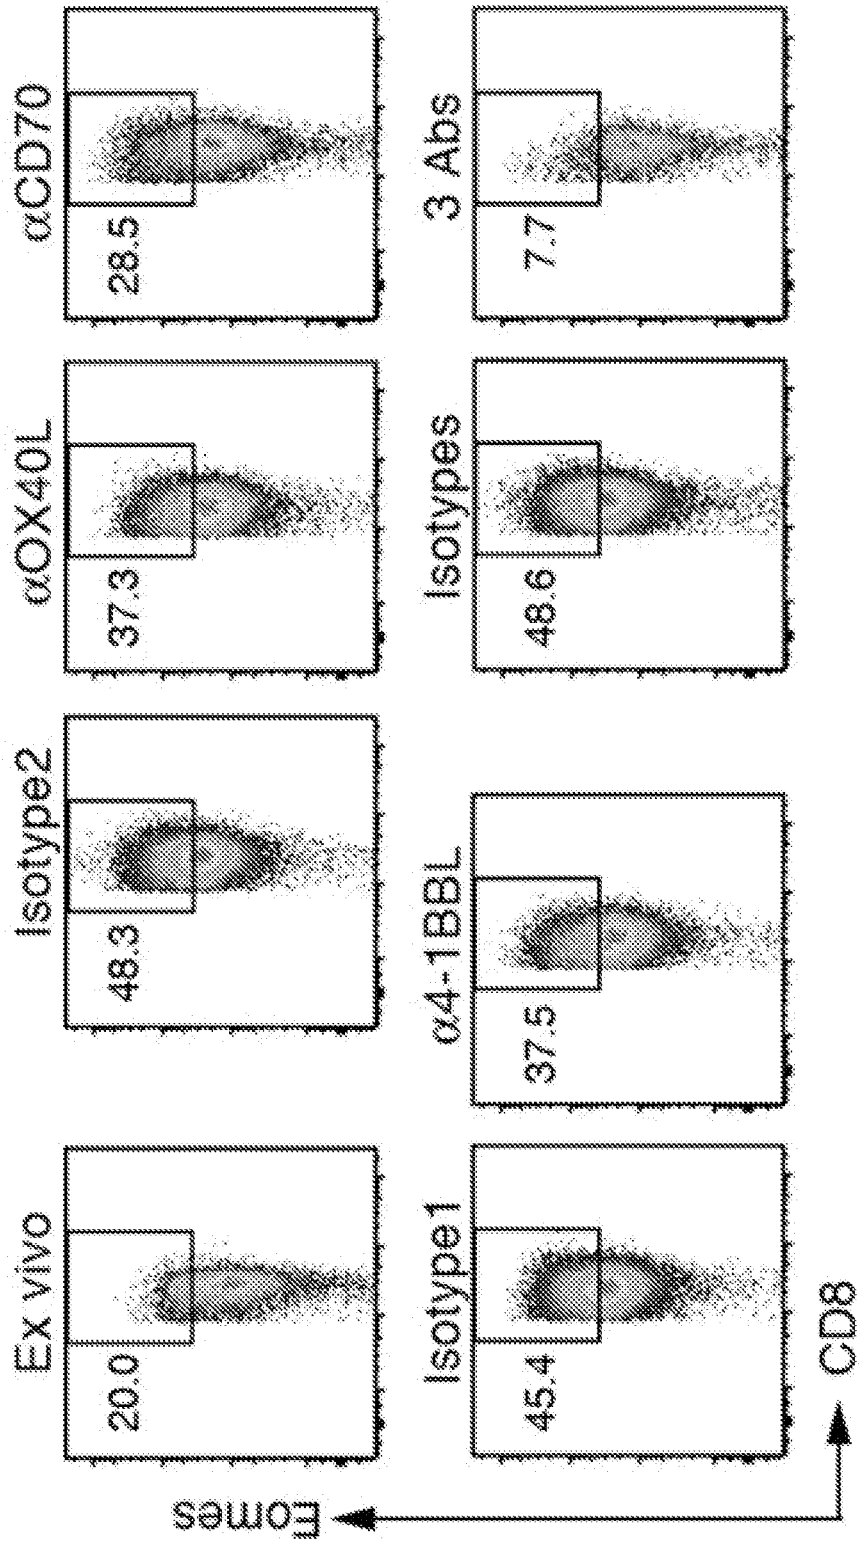 Ex vivo
20.0
Isotype2
48.3
αOX40L
37.3
αCD70
28.5
Isotype1
45.4
α4-1BBL
37.5
Isotypes
48.6
3 Abs
7.7
Eomes
CD8